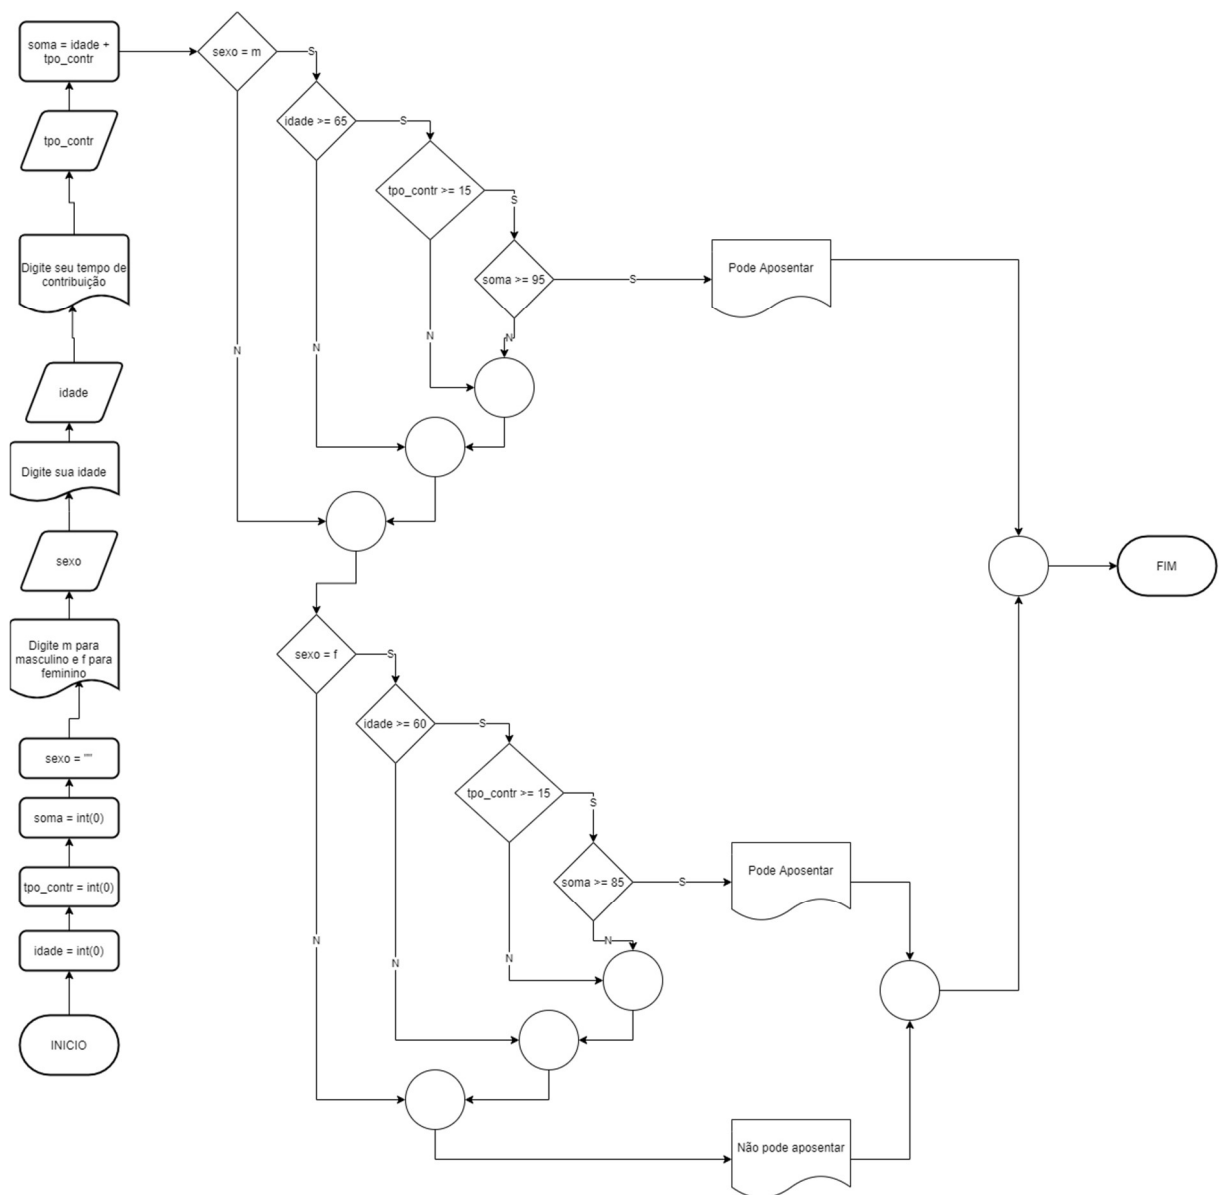 soma = idade +
tpo_contr
sexo = m
S
idade >= 65
S
tpo_contr
tpo_contr >= 15
S
Digite seu tempo de
contribuição
soma >= 95
S
Pode Aposentar
N
N
N
N
idade
Digite sua idade
sexo
FIM
Digite m para
masculino e f para
feminino
sexo = f
S
idade >= 60
S
sexo = ""
tpo_contr >= 15
S
soma = int(0)
tpo_contr = int(0)
soma >= 85
S
Pode Aposentar
idade = int(0)
N
N
N
N
INICIO
Não pode aposentar